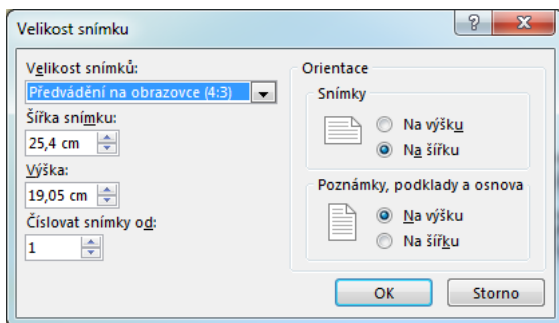 Velikost snímku
Velikost snímků:
Předvádění na obrazovce (4:3)
Šířka snímku:
25,4 cm
Výška:
19,05 cm
Číslovat snímky od:
1
Orientace
Snímky
Na výšku
Na šířku
Poznámky, podklady a osnova
Na výšku
Na šířku
OK
Storno